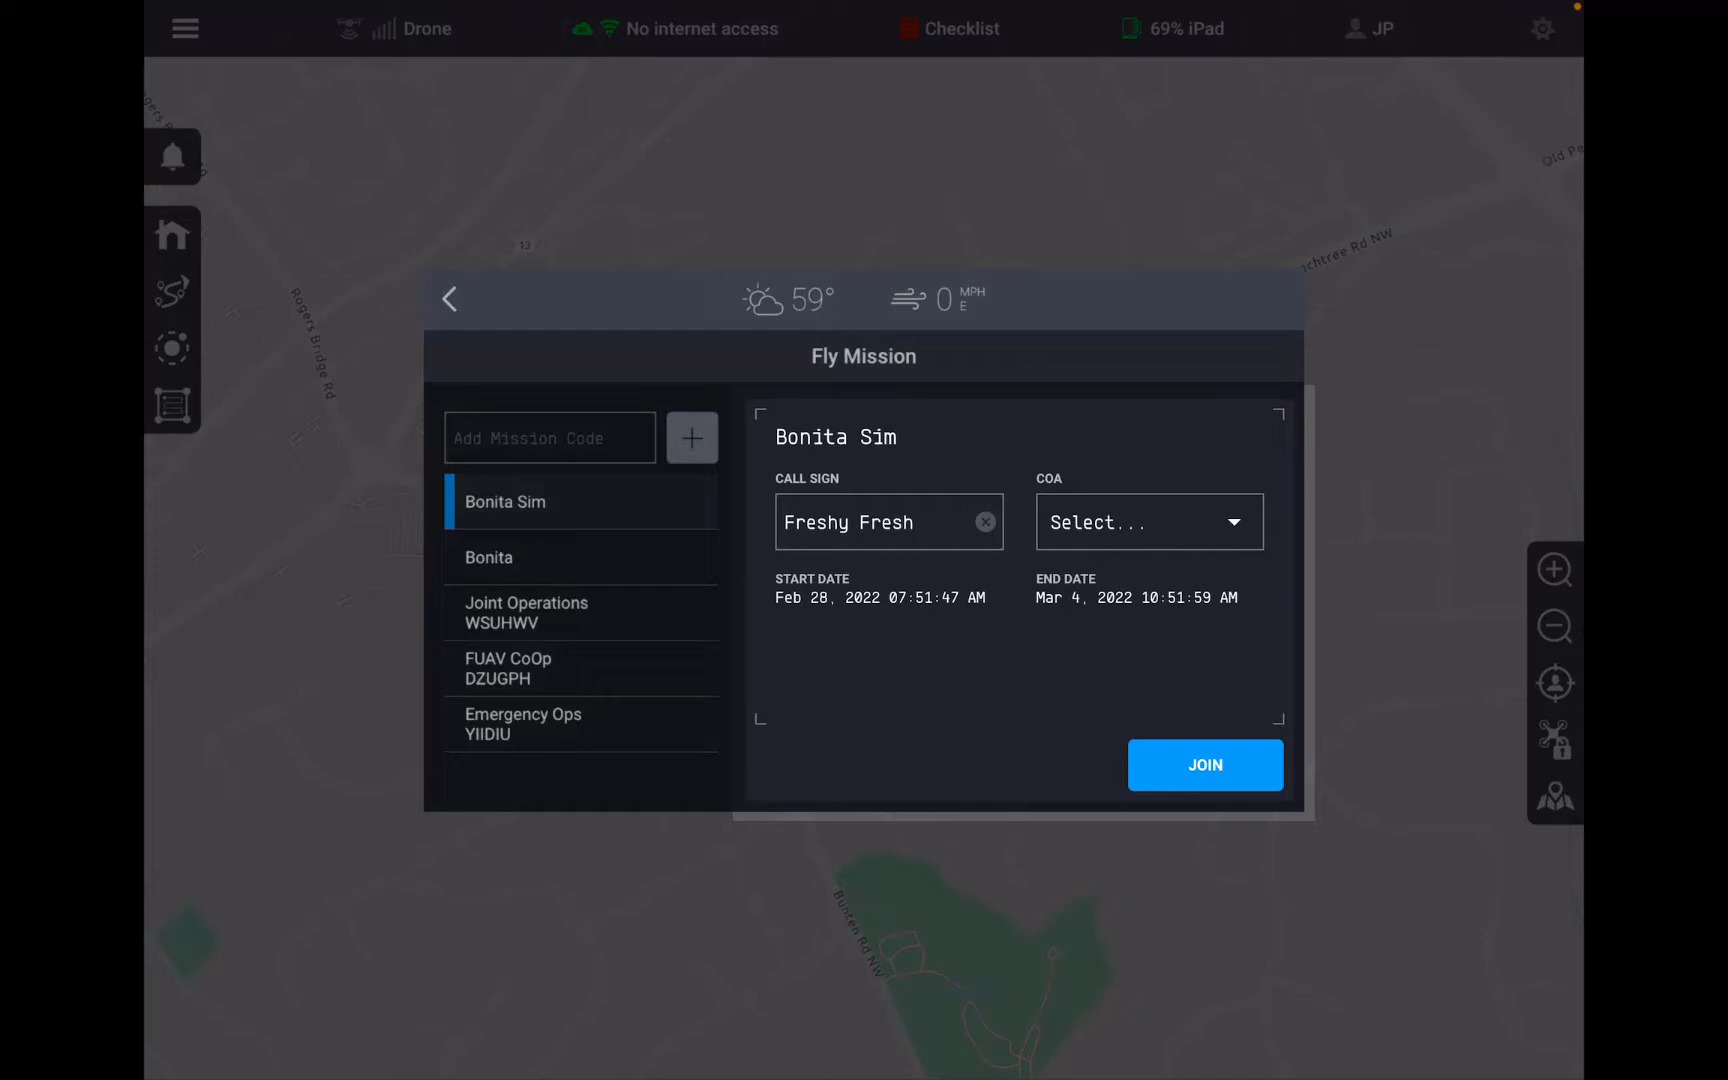 Drone
No internet access
Checklist
69% iPad
JP
Old Pe
13
chtree Rd NW
Rogers Bridge Rd
59°
0 MPH
E
Fly Mission
Add Mission Code
Bonita Sim
Bonita
Joint Operations
WSUHWV
FUAV CoOp
DZUGPH
Emergency Ops
YIIDIU
Bonita Sim
CALL SIGN
COA
Freshy Fresh
Select...
START DATE
END DATE
Feb 28, 2022 07:51:47 AM
Mar 4, 2022 10:51:59 AM
JOIN
Bunten Rd NW